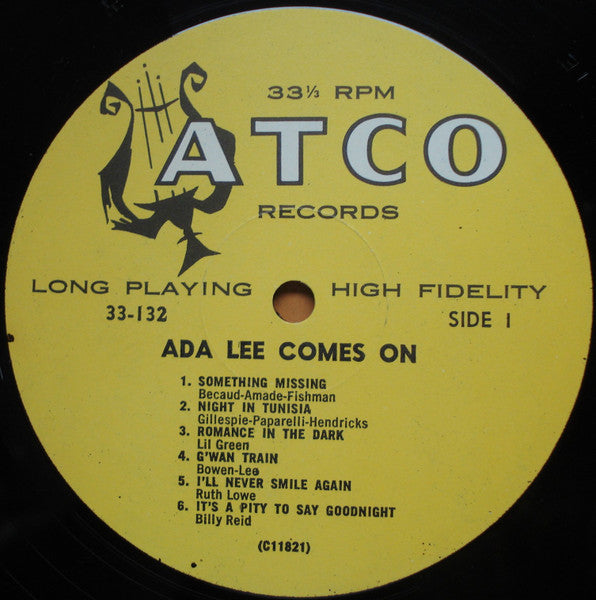 33⅓ RPM
ATCO
RECORDS
LONG PLAYING HIGH FIDELITY
33-132 SIDE 1
ADA LEE COMES ON
1. SOMETHING MISSING
Becaud-Amade-Fishman
2. NIGHT IN TUNISIA
Gillespie-Paparelli-Hendricks
3. ROMANCE IN THE DARK
Lil Green
4. G'WAN TRAIN
Bowen-Lee
5. I'LL NEVER SMILE AGAIN
Ruth Lowe
6. IT'S A PITY TO SAY GOODNIGHT
Billy Reid
(C11821)